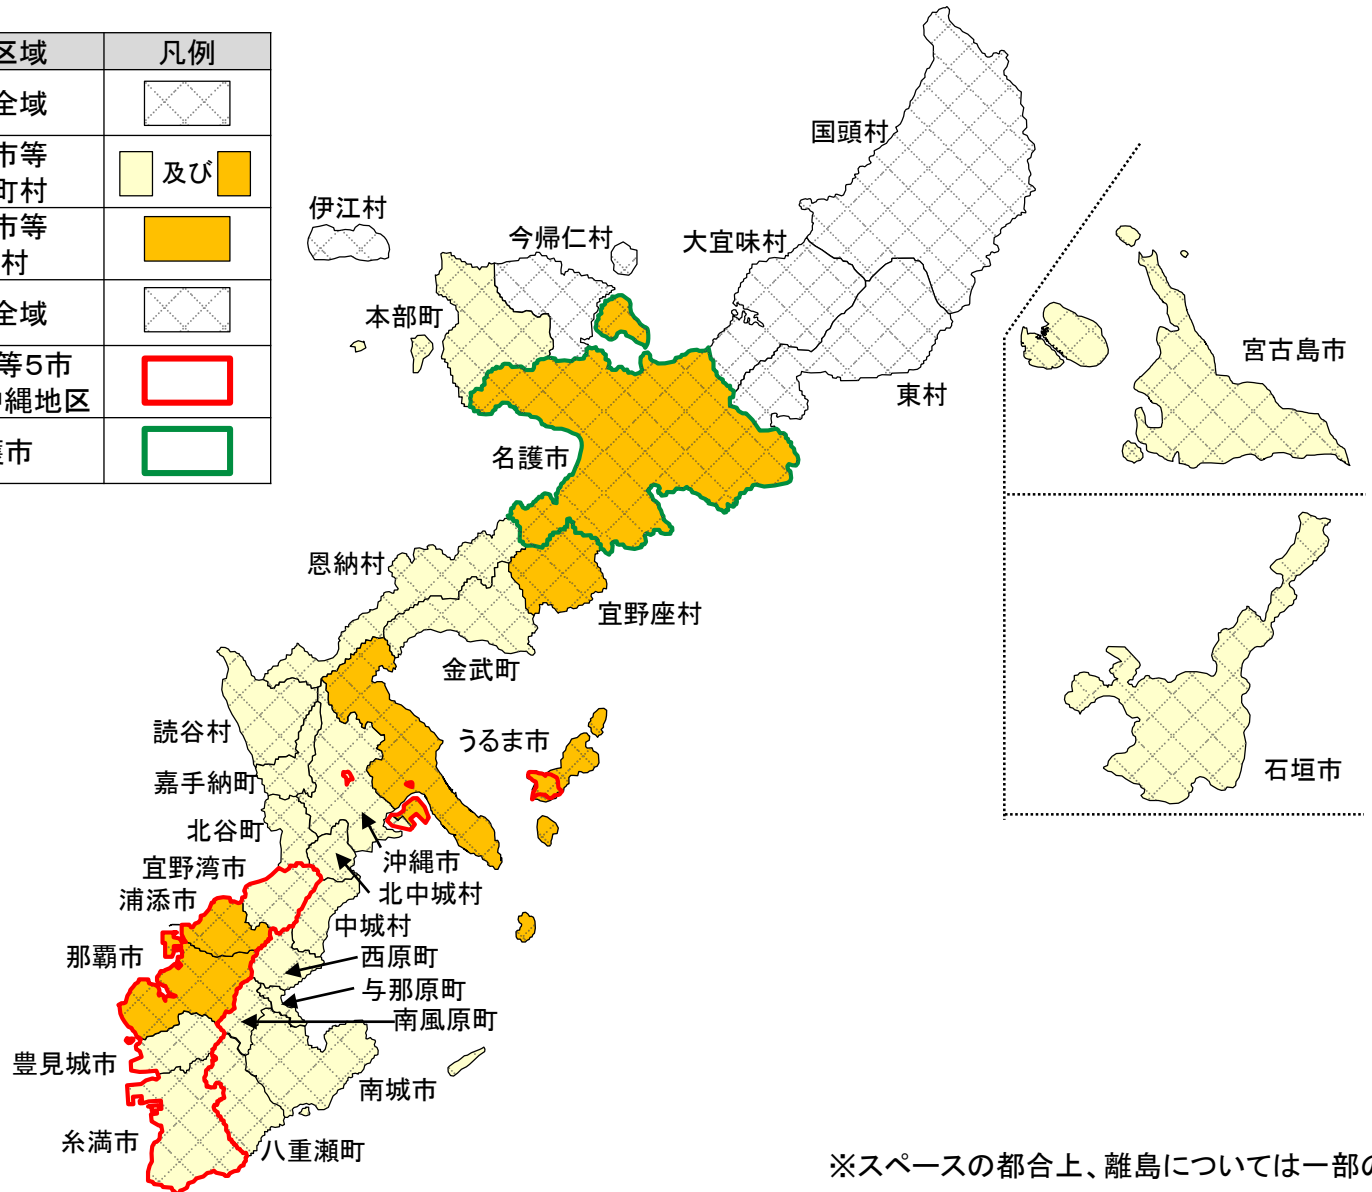 区域 凡例
全域
市等
町村
及び
市等
村
全域
等5市
縄地区
市
国頭村
伊江村
今帰仁村
大宜味村
本部町
東村
宮古島市
名護市
恩納村
宜野座村
金武町
読谷村
うるま市
嘉手納町
石垣市
北谷町
沖縄市
宜野湾市
北中城村
浦添市
中城村
那覇市
西原町
与那原町
南風原町
豊見城市
南城市
糸満市
八重瀬町
※スペースの都合上、離島については一部の